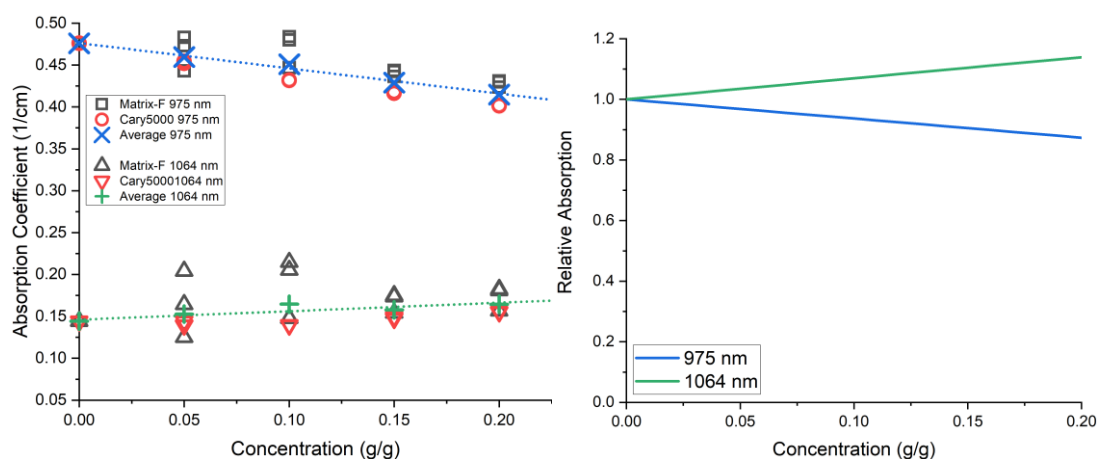 0.50
0.45
0.40
0.35
0.30
0.25
0.20
0.15
0.10
0.05
Absorption Coefficient (1/cm)
Matrix-F 975 nm
Cary5000 975 nm
Average 975 nm
Matrix-F 1064 nm
Cary50001064 nm
Average 1064 nm
0.00 0.05 0.10 0.15 0.20
Concentration (g/g)
1.2
1.0
0.8
0.6
0.4
0.2
0.0
Relative Absorption
975 nm
1064 nm
0.00 0.05 0.10 0.15 0.20
Concentration (g/g)